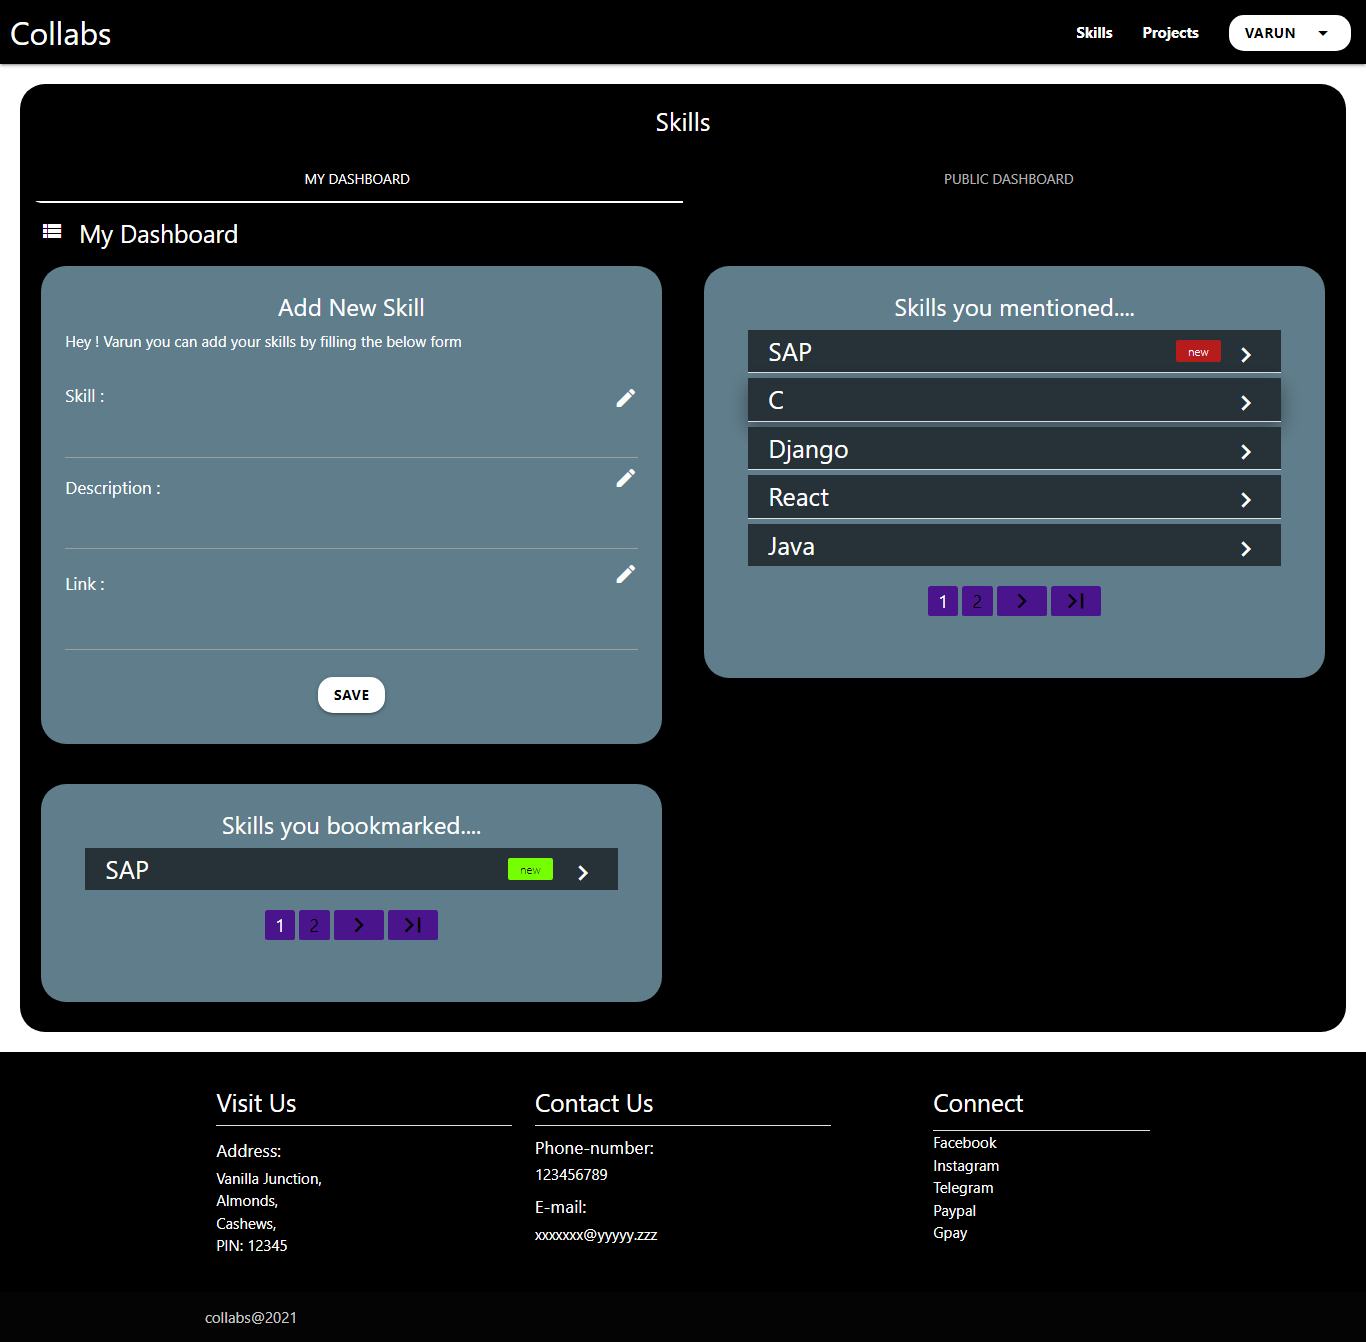 Collabs
Skills
Projects
VARUN
Skills
MY DASHBOARD
PUBLIC DASHBOARD
My Dashboard
Add New Skill
Hey ! Varun you can add your skills by filling the below form
Skill :
Description :
Link :
SAVE
Skills you mentioned....
SAP new
C
Django
React
Java
1 2
Skills you bookmarked....
SAP new
1 2
Visit Us
Address:
Vanilla Junction,
Almonds,
Cashews,
PIN: 12345
Contact Us
Phone-number:
123456789
E-mail:
xxxxxxx@yyyyy.zzz
Connect
Facebook
Instagram
Telegram
Paypal
Gpay
collabs@2021